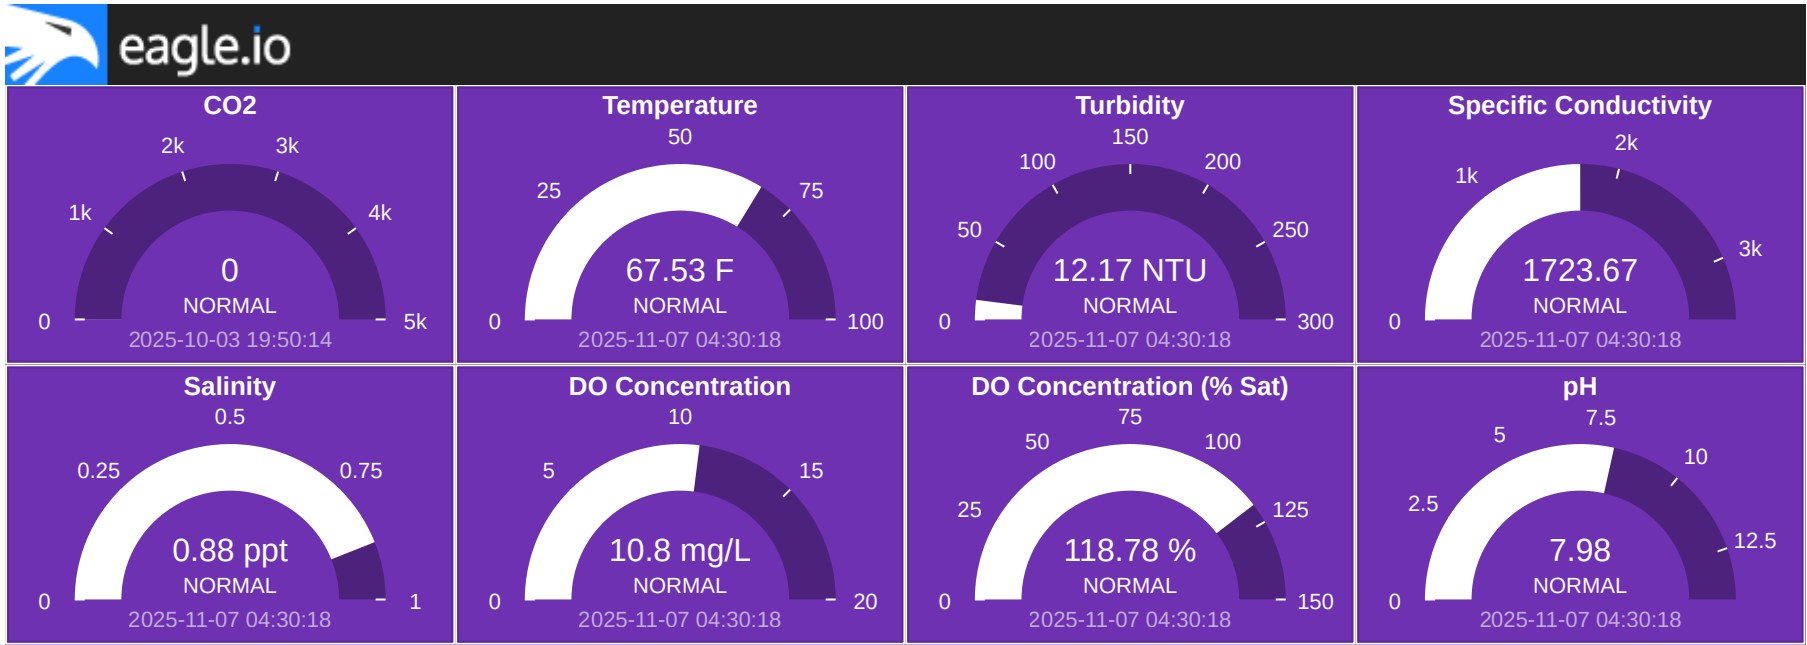 eagle.io
CO2
0
1k
2k
3k
4k
5k
0
NORMAL
2025-10-03 19:50:14
Temperature
0
25
50
75
100
67.53 F
NORMAL
2025-11-07 04:30:18
Turbidity
0
50
100
150
200
250
300
12.17 NTU
NORMAL
2025-11-07 04:30:18
Specific Conductivity
0
1k
2k
3k
1723.67
NORMAL
2025-11-07 04:30:18
Salinity
0
0.25
0.5
0.75
1
0.88 ppt
NORMAL
2025-11-07 04:30:18
DO Concentration
0
5
10
15
20
10.8 mg/L
NORMAL
2025-11-07 04:30:18
DO Concentration (% Sat)
0
25
50
75
100
125
150
118.78 %
NORMAL
2025-11-07 04:30:18
pH
0
2.5
5
7.5
10
12.5
7.98
NORMAL
2025-11-07 04:30:18